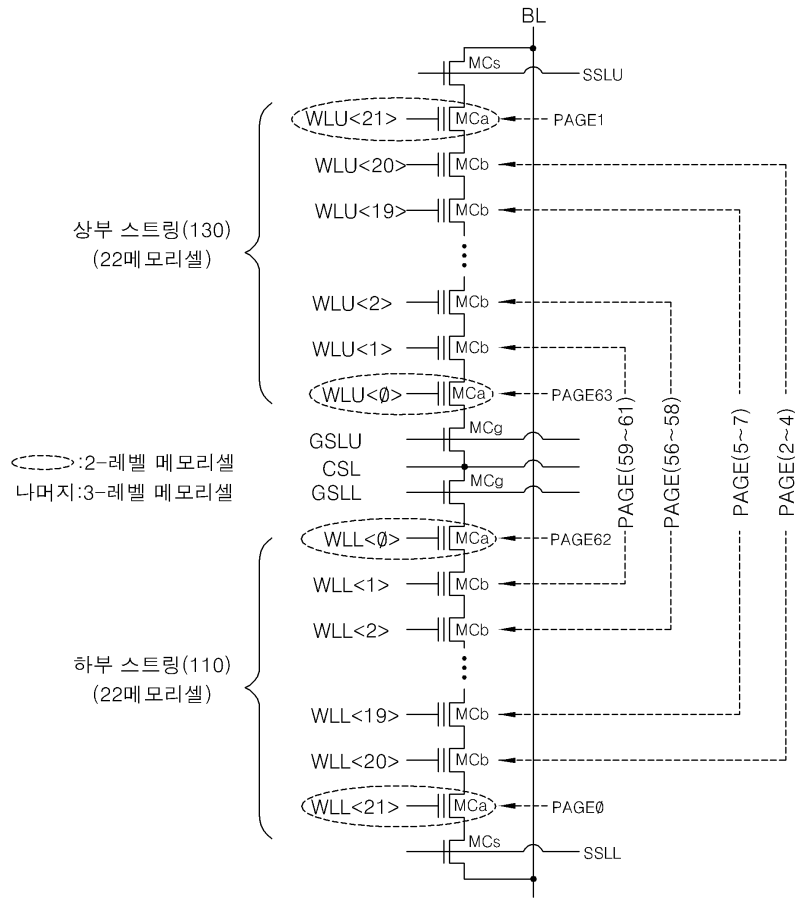 BL
MCs
SSLU
WLU<21>
MCa
PAGE1
WLU<20>
MCb
WLU<19>
MCb
상부 스트링(130)
(22메모리셀)
WLU<2>
MCb
WLU<1>
MCb
WLU<0>
MCa
PAGE63
GSLU
MCg
:2-레벨 메모리셀
CSL
나머지:3-레벨 메모리셀
GSLL
MCg
PAGE(59~61)
PAGE(56~58)
PAGE(5~7)
PAGE(2~4)
WLL<0>
MCa
PAGE62
WLL<1>
MCb
WLL<2>
MCb
하부 스트링(110)
(22메모리셀)
WLL<19>
MCb
WLL<20>
MCb
WLL<21>
MCa
PAGE0
MCs
SSLL